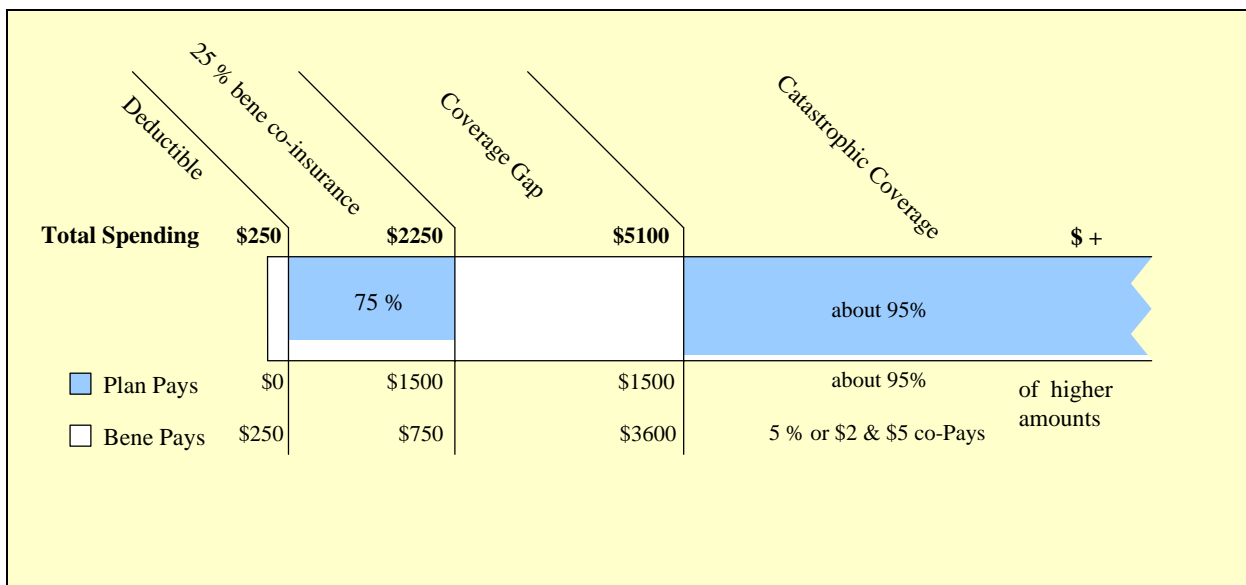 Deductible
25 % bene co-insurance
Coverage Gap
Catastrophic Coverage
Total Spending $250 $2250 $5100 $ +
75 % about 95%
Plan Pays $0 $1500 $1500 about 95% of higher
amounts
Bene Pays $250 $750 $3600 5 % or $2 & $5 co-Pays